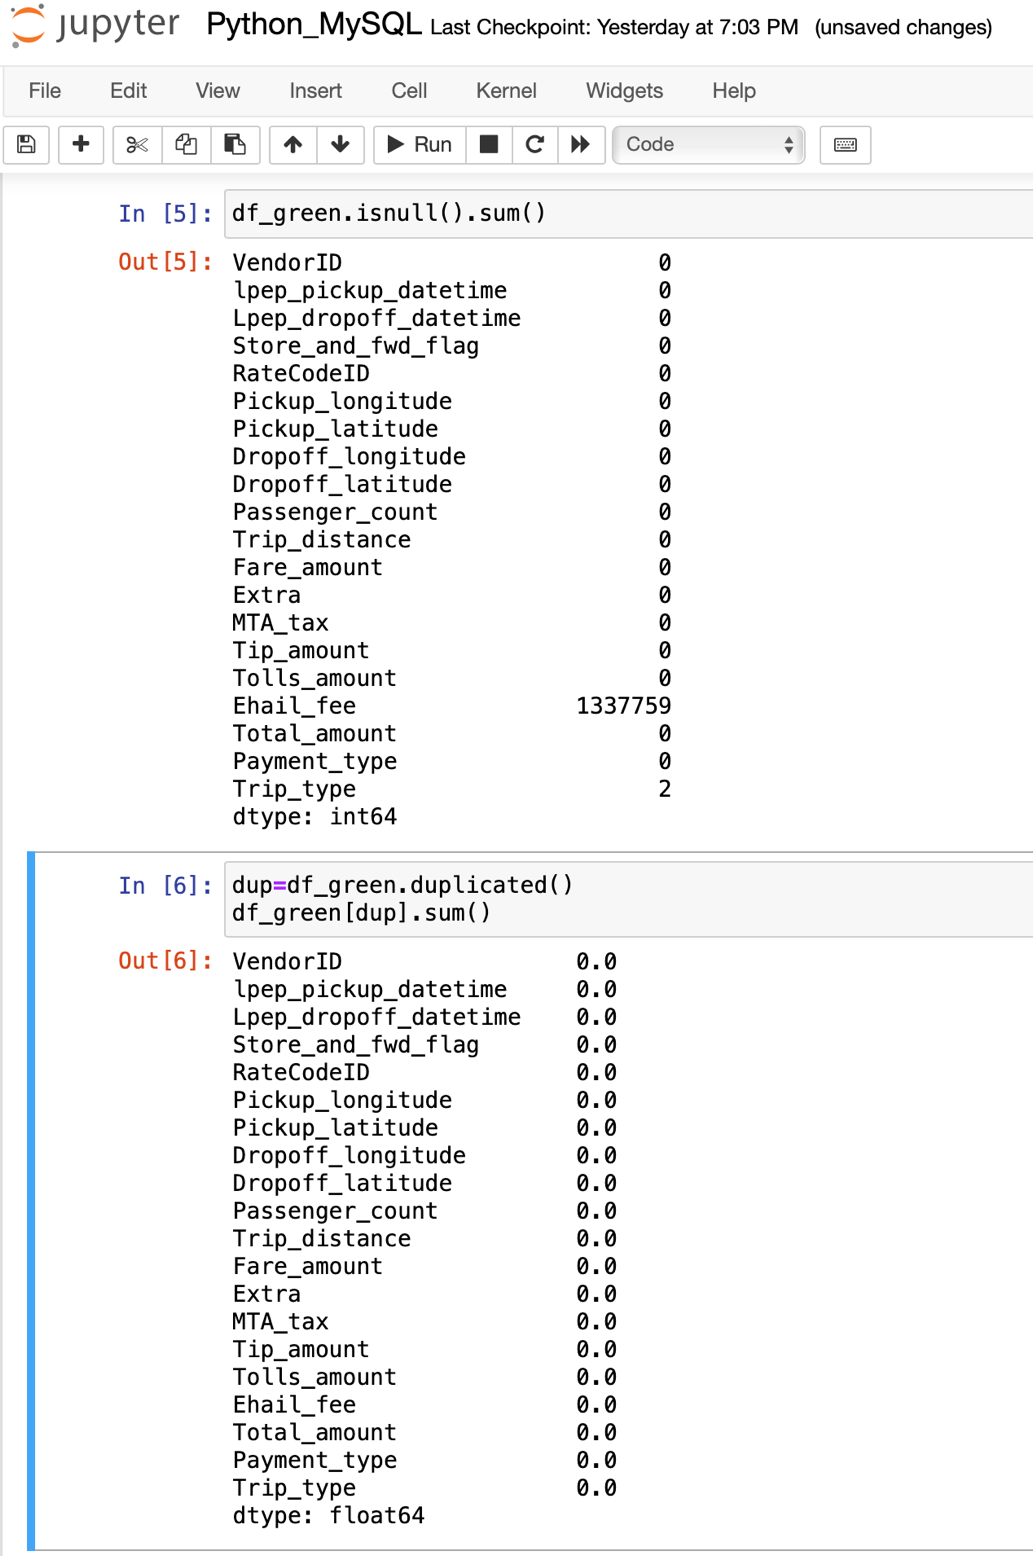 jupyter Python_MySQL Last Checkpoint: Yesterday at 7:03 PM (unsaved changes)
File Edit View Insert Cell Kernel Widgets Help
Run Code
In [5]: df_green.isnull().sum()
Out[5]: VendorID 0
lpep_pickup_datetime 0
Lpep_dropoff_datetime 0
Store_and_fwd_flag 0
RateCodeID 0
Pickup_longitude 0
Pickup_latitude 0
Dropoff_longitude 0
Dropoff_latitude 0
Passenger_count 0
Trip_distance 0
Fare_amount 0
Extra 0
MTA_tax 0
Tip_amount 0
Tolls_amount 0
Ehail_fee 1337759
Total_amount 0
Payment_type 0
Trip_type 2
dtype: int64
In [6]: dup=df_green.duplicated()
df_green[dup].sum()
Out[6]: VendorID 0.0
lpep_pickup_datetime 0.0
Lpep_dropoff_datetime 0.0
Store_and_fwd_flag 0.0
RateCodeID 0.0
Pickup_longitude 0.0
Pickup_latitude 0.0
Dropoff_longitude 0.0
Dropoff_latitude 0.0
Passenger_count 0.0
Trip_distance 0.0
Fare_amount 0.0
Extra 0.0
MTA_tax 0.0
Tip_amount 0.0
Tolls_amount 0.0
Ehail_fee 0.0
Total_amount 0.0
Payment_type 0.0
Trip_type 0.0
dtype: float64